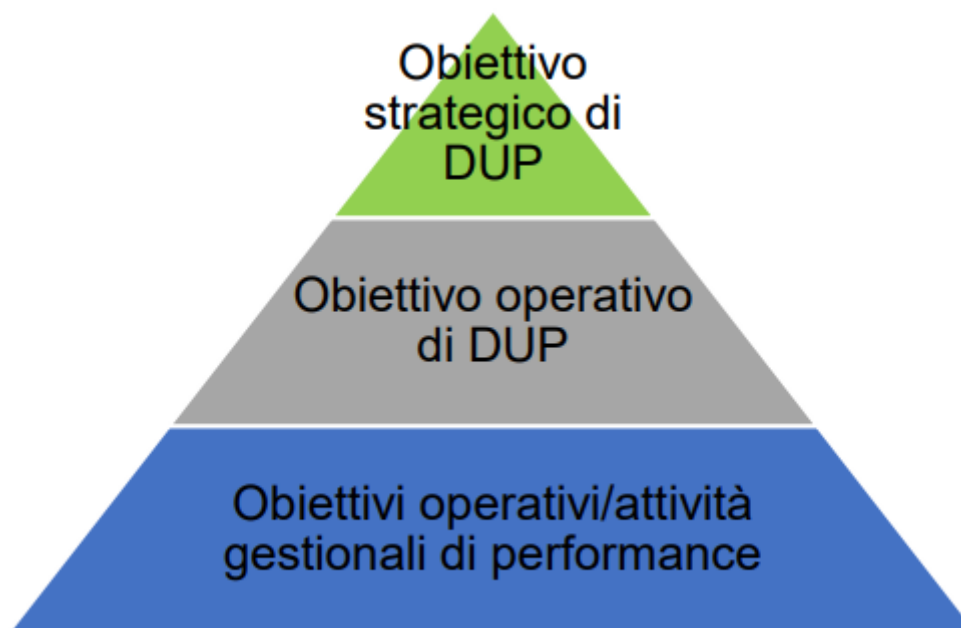 Obiettivo
strategico di
DUP
Obiettivo operativo
di DUP
Obiettivi operativi/attività
gestionali di performance